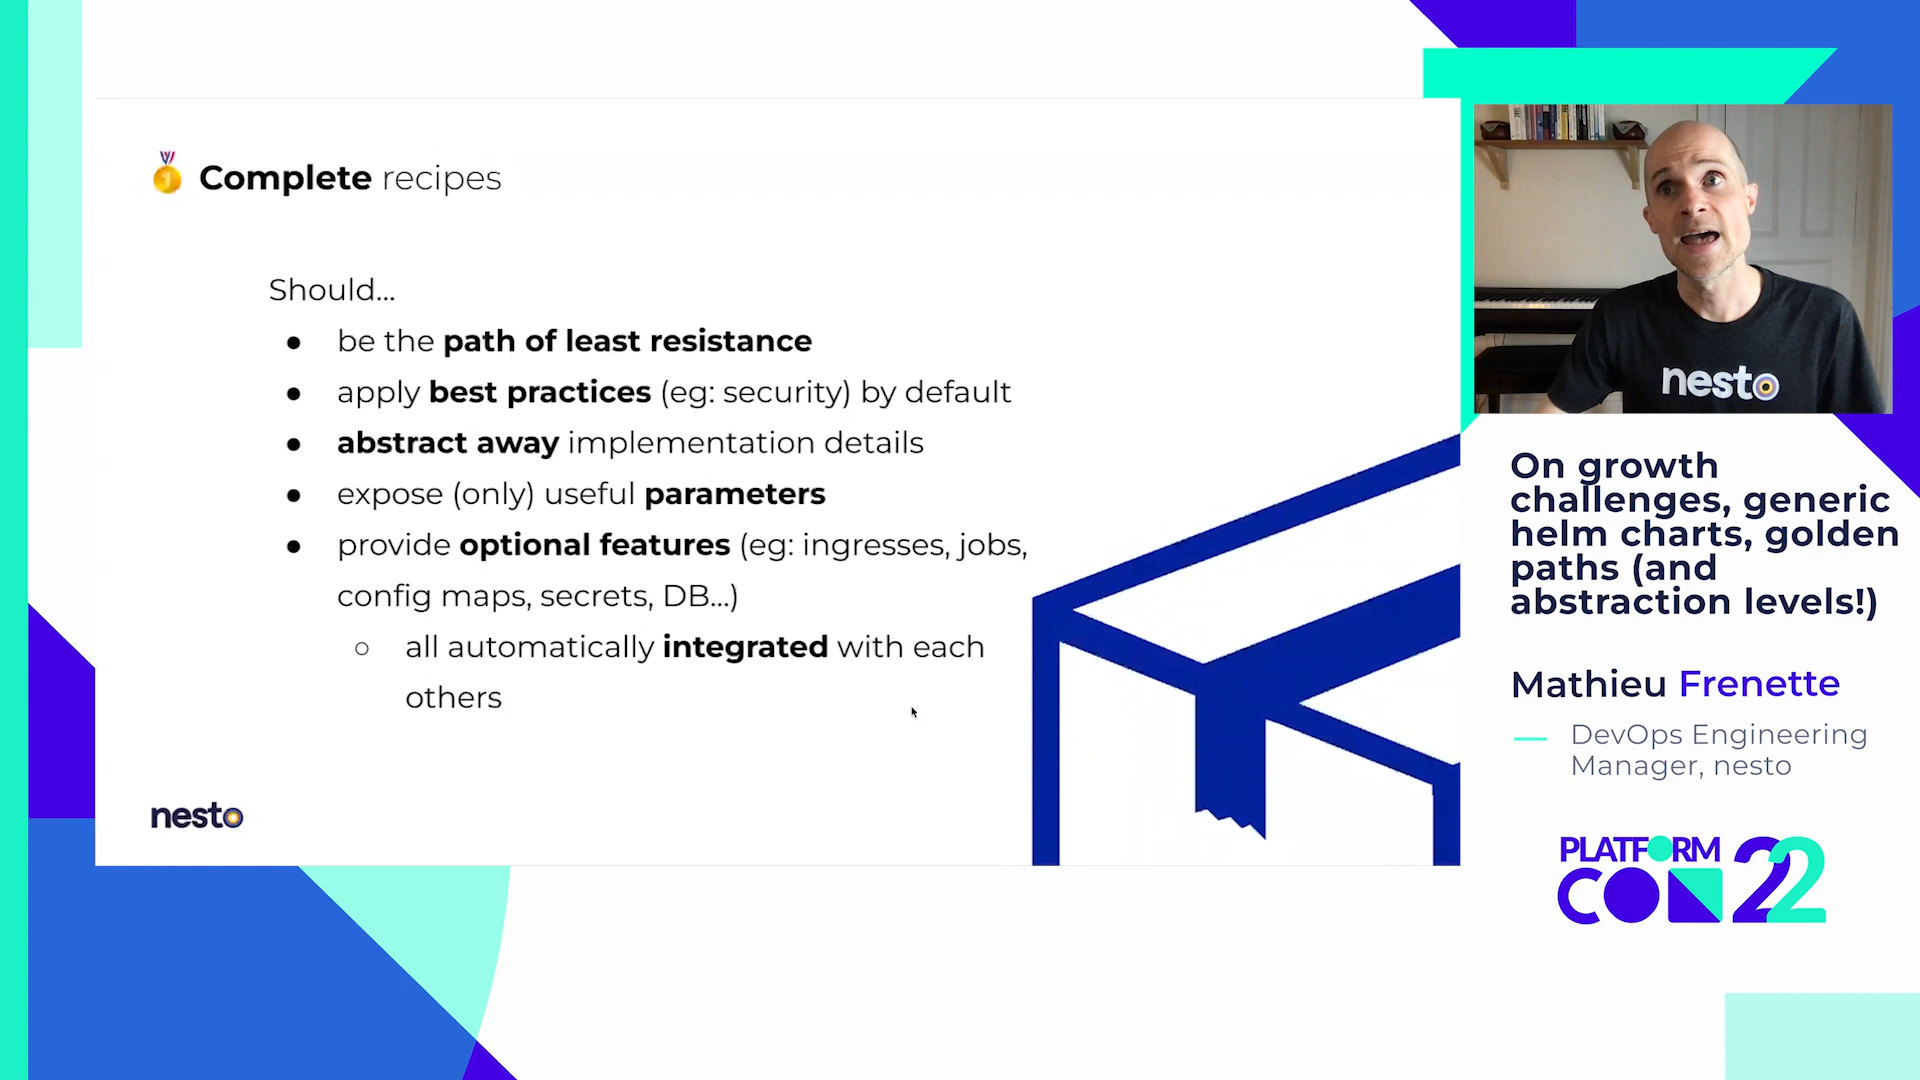 Complete recipes
Should...
● be the path of least resistance
● apply best practices (eg: security) by default
● abstract away implementation details
● expose (only) useful parameters
● provide optional features (eg: ingresses, jobs,
config maps, secrets, DB...)
○ all automatically integrated with each
others
nesto
nesto
On growth
challenges, generic
helm charts, golden
paths (and
abstraction levels!)
Mathieu Frenette
— DevOps Engineering
Manager, nesto
PLATFORM
CON 22